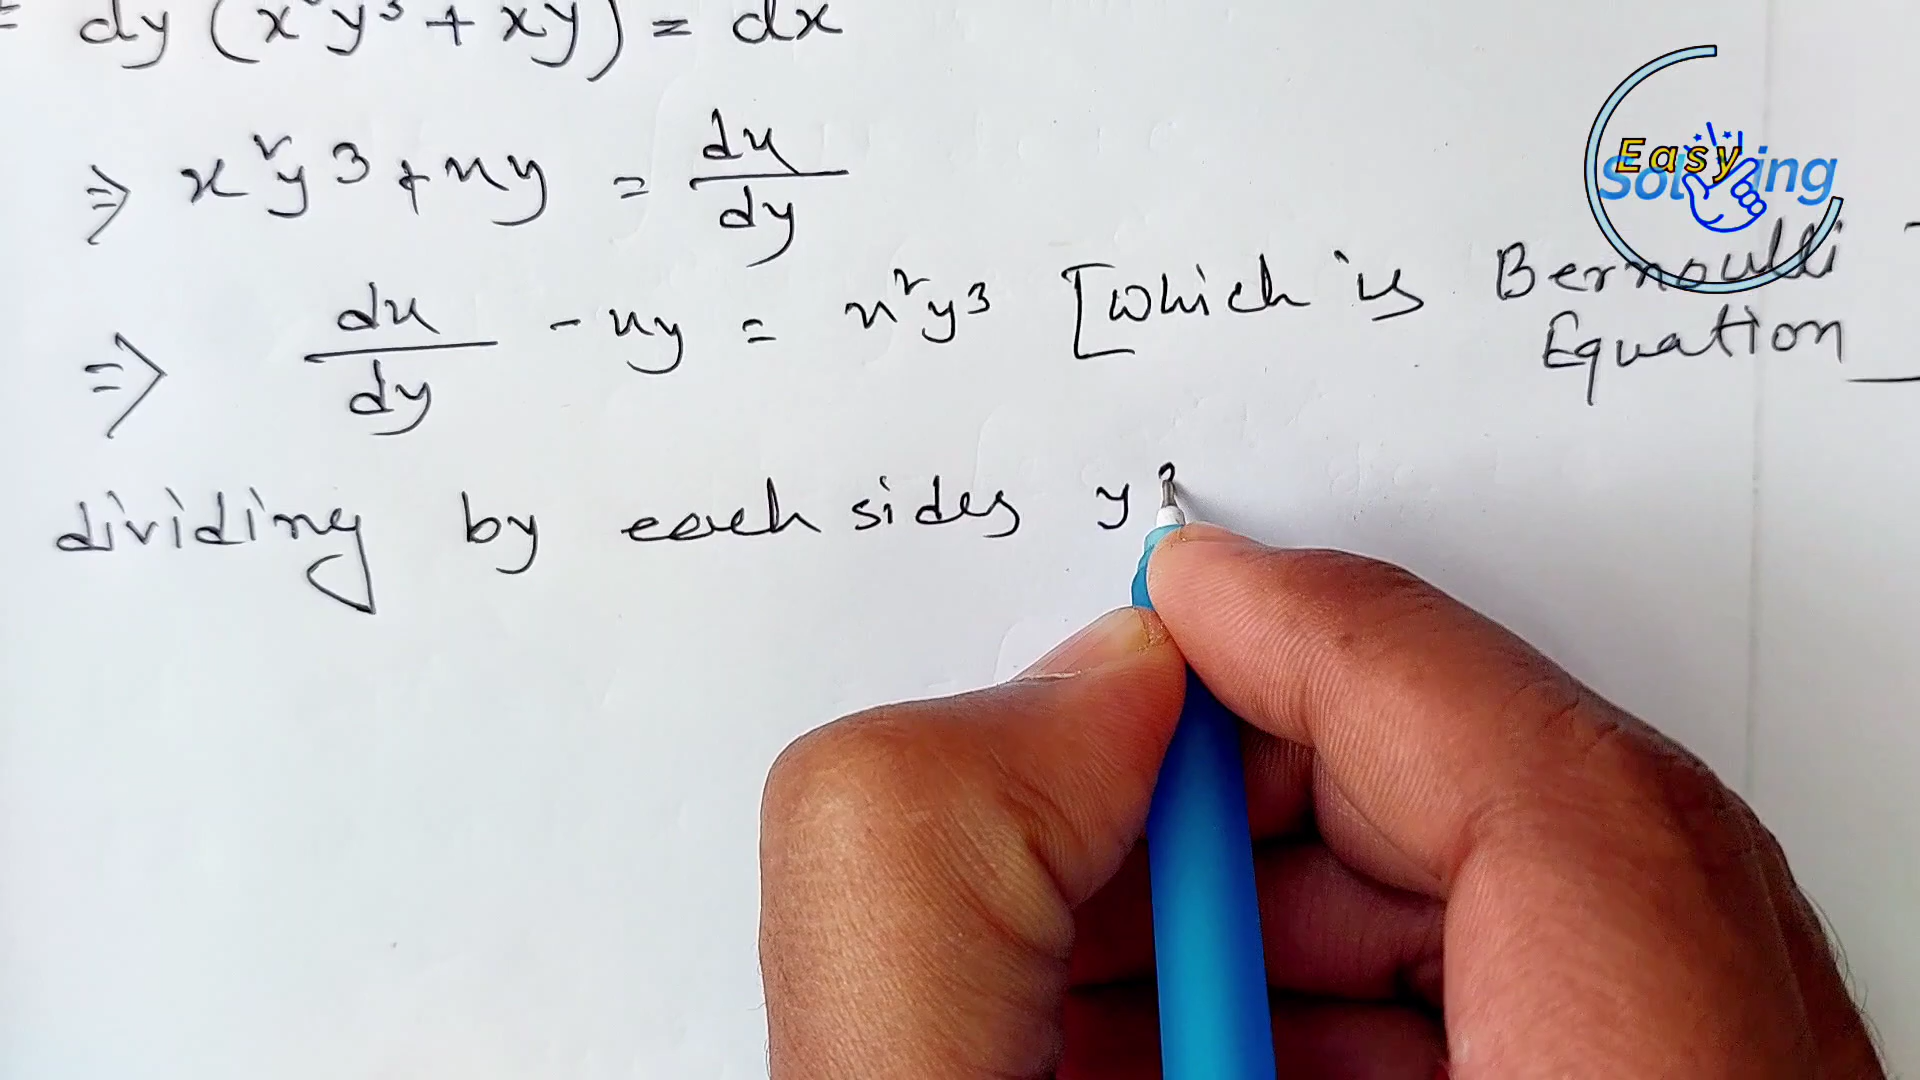 = dy (x²y³ + xy) = dx
⇒ x²y3 + xy = dx/dy
Easy Solving
⇒ dx/dy - xy = x²y3 [which is Bernoulli Equation]
dividing by each sides y